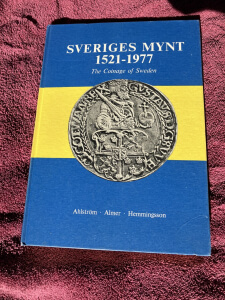 SVERIGES MYNT
1521-1977
The Coinage of Sweden
Ahlström · Almer · Hemmingsson